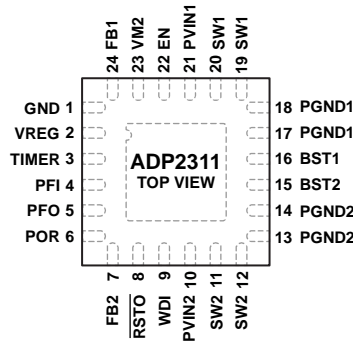 24 FB1
23 VM2
22 EN
21 PVIN1
20 SW1
19 SW1
GND 1
VREG 2
TIMER 3
PFI 4
PFO 5
POR 6
ADP2311
TOP VIEW
18 PGND1
17 PGND1
16 BST1
15 BST2
14 PGND2
13 PGND2
FB2 7
RSTO 8
WDI 9
PVIN2 10
SW2 11
SW2 12